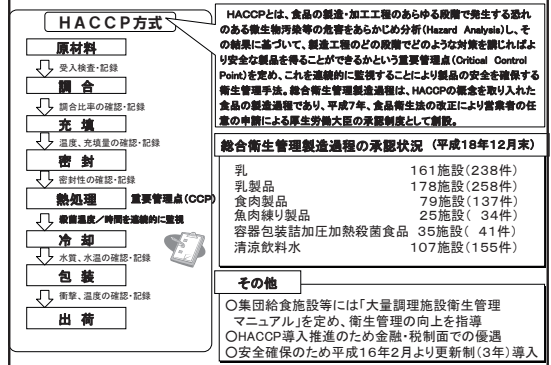 HACCP方式
原材料
受入検査・記録
調合
調合比率の確認・記録
充填
温度、充填量の確認・記録
密封
密封性の確認・記録
熱処理 重要管理点(CCP)
殺菌温度／時間を連続的に監視
冷却
水質、水温の確認・記録
包装
衝撃、温度の確認・記録
出荷
HACCPとは、食品の製造・加工工程のあらゆる段階で発生する恐れ
のある微生物汚染等の危害をあらかじめ分析(Hazard Analysis)し、そ
の結果に基づいて、製造工程のどの段階でどのような対策を講じればよ
り安全な製品を得ることができるかという重要管理点(Critical Control
Point)を定め、これを連続的に監視することにより製品の安全を確保する
衛生管理手法。総合衛生管理製造過程は、HACCPの概念を取り入れた
食品の製造過程であり、平成7年、食品衛生法の改正により営業者の任
意の申請による厚生労働大臣の承認制度として創設。
総合衛生管理製造過程の承認状況 (平成18年12月末)
乳 161施設(238件)
乳製品 178施設(258件)
食肉製品 79施設(137件)
魚肉練り製品 25施設( 34件)
容器包装詰加圧加熱殺菌食品 35施設( 41件)
清涼飲料水 107施設(155件)
その他
○集団給食施設等には「大量調理施設衛生管理
マニュアル」を定め、衛生管理の向上を指導
○HACCP導入推進のため金融・税制面での優遇
○安全確保のため平成16年2月より更新制(3年)導入